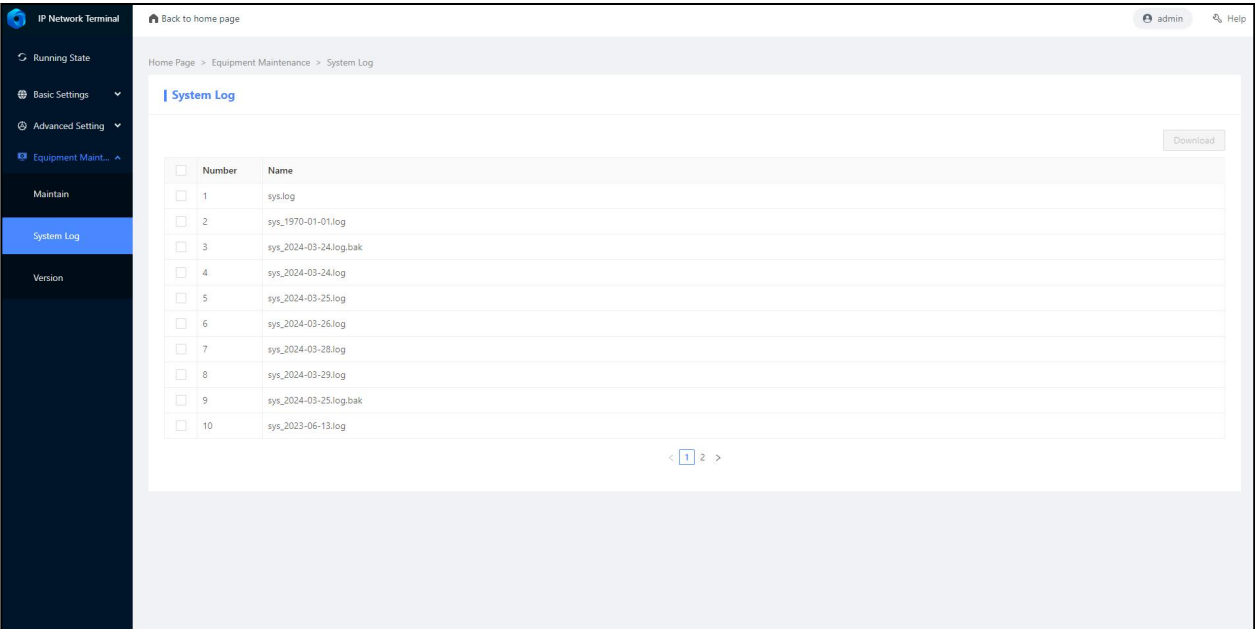 IP Network Terminal
Back to home page
admin
Help
Running State
Basic Settings
Advanced Setting
Equipment Maint...
Maintain
System Log
Version
Home Page > Equipment Maintenance > System Log
System Log
Download
Number Name
1 sys.log
2 sys_1970-01-01.log
3 sys_2024-03-24.log.bak
4 sys_2024-03-24.log
5 sys_2024-03-25.log
6 sys_2024-03-26.log
7 sys_2024-03-28.log
8 sys_2024-03-29.log
9 sys_2024-03-25.log.bak
10 sys_2023-06-13.log
< 1 2 >